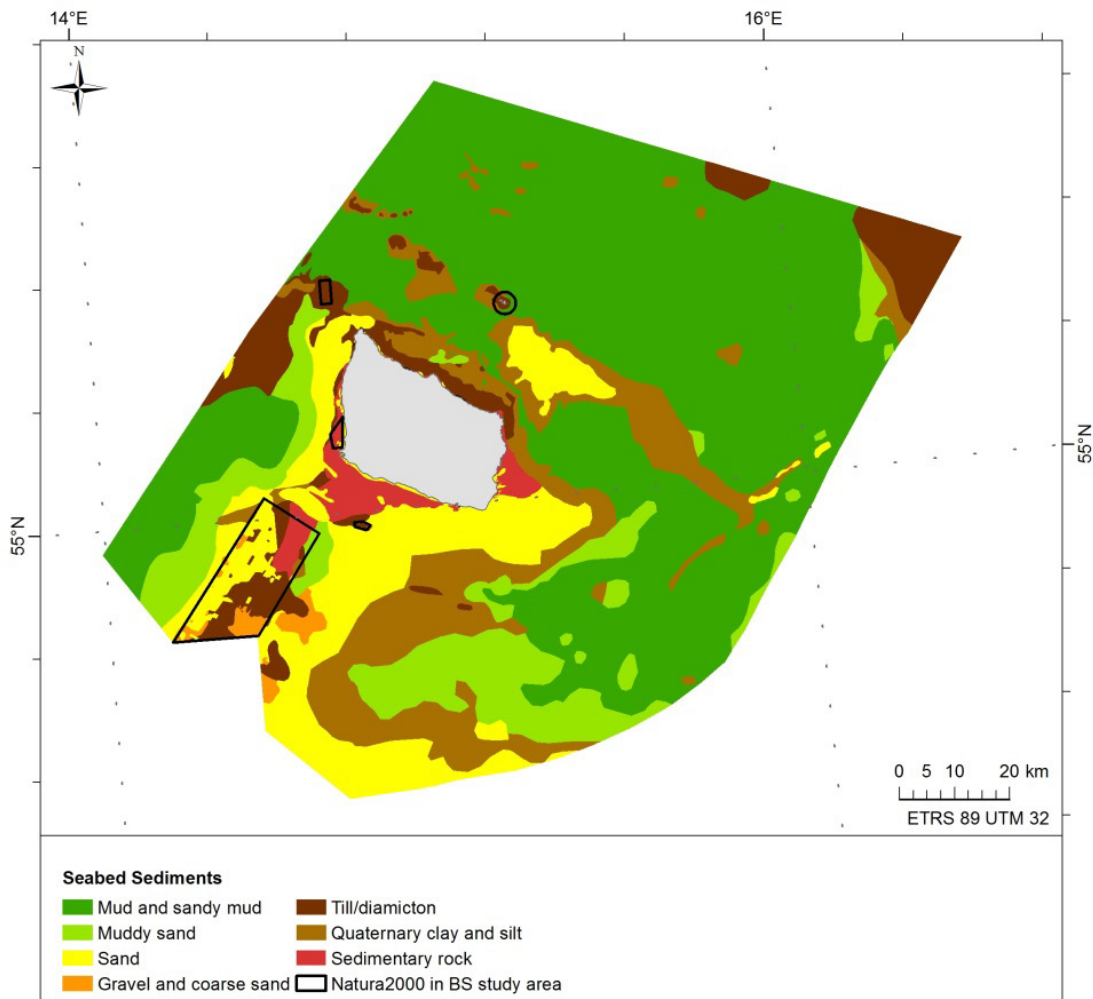 14°E
16°E
N
55°N
55°N
0 5 10 20 km
ETRS 89 UTM 32
Seabed Sediments
Mud and sandy mud
Till/diamicton
Muddy sand
Quaternary clay and silt
Sand
Sedimentary rock
Gravel and coarse sand
Natura2000 in BS study area